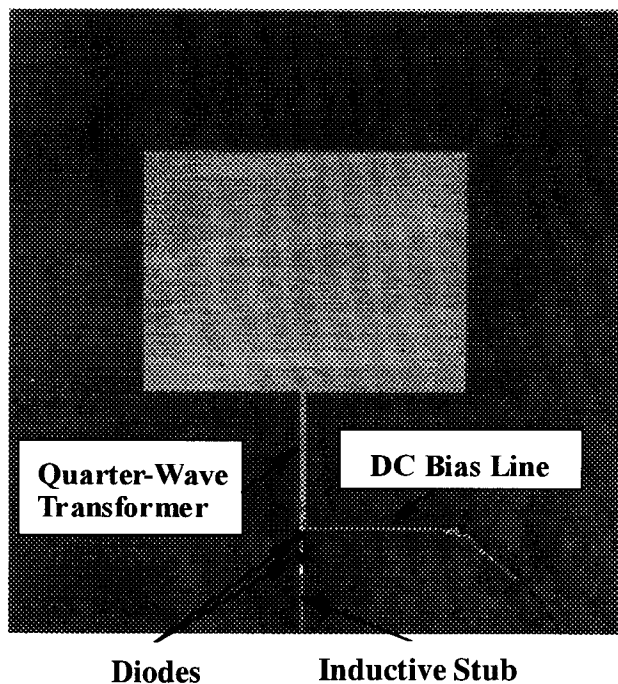 Quarter-Wave
Transformer
DC Bias Line
Diodes
Inductive Stub